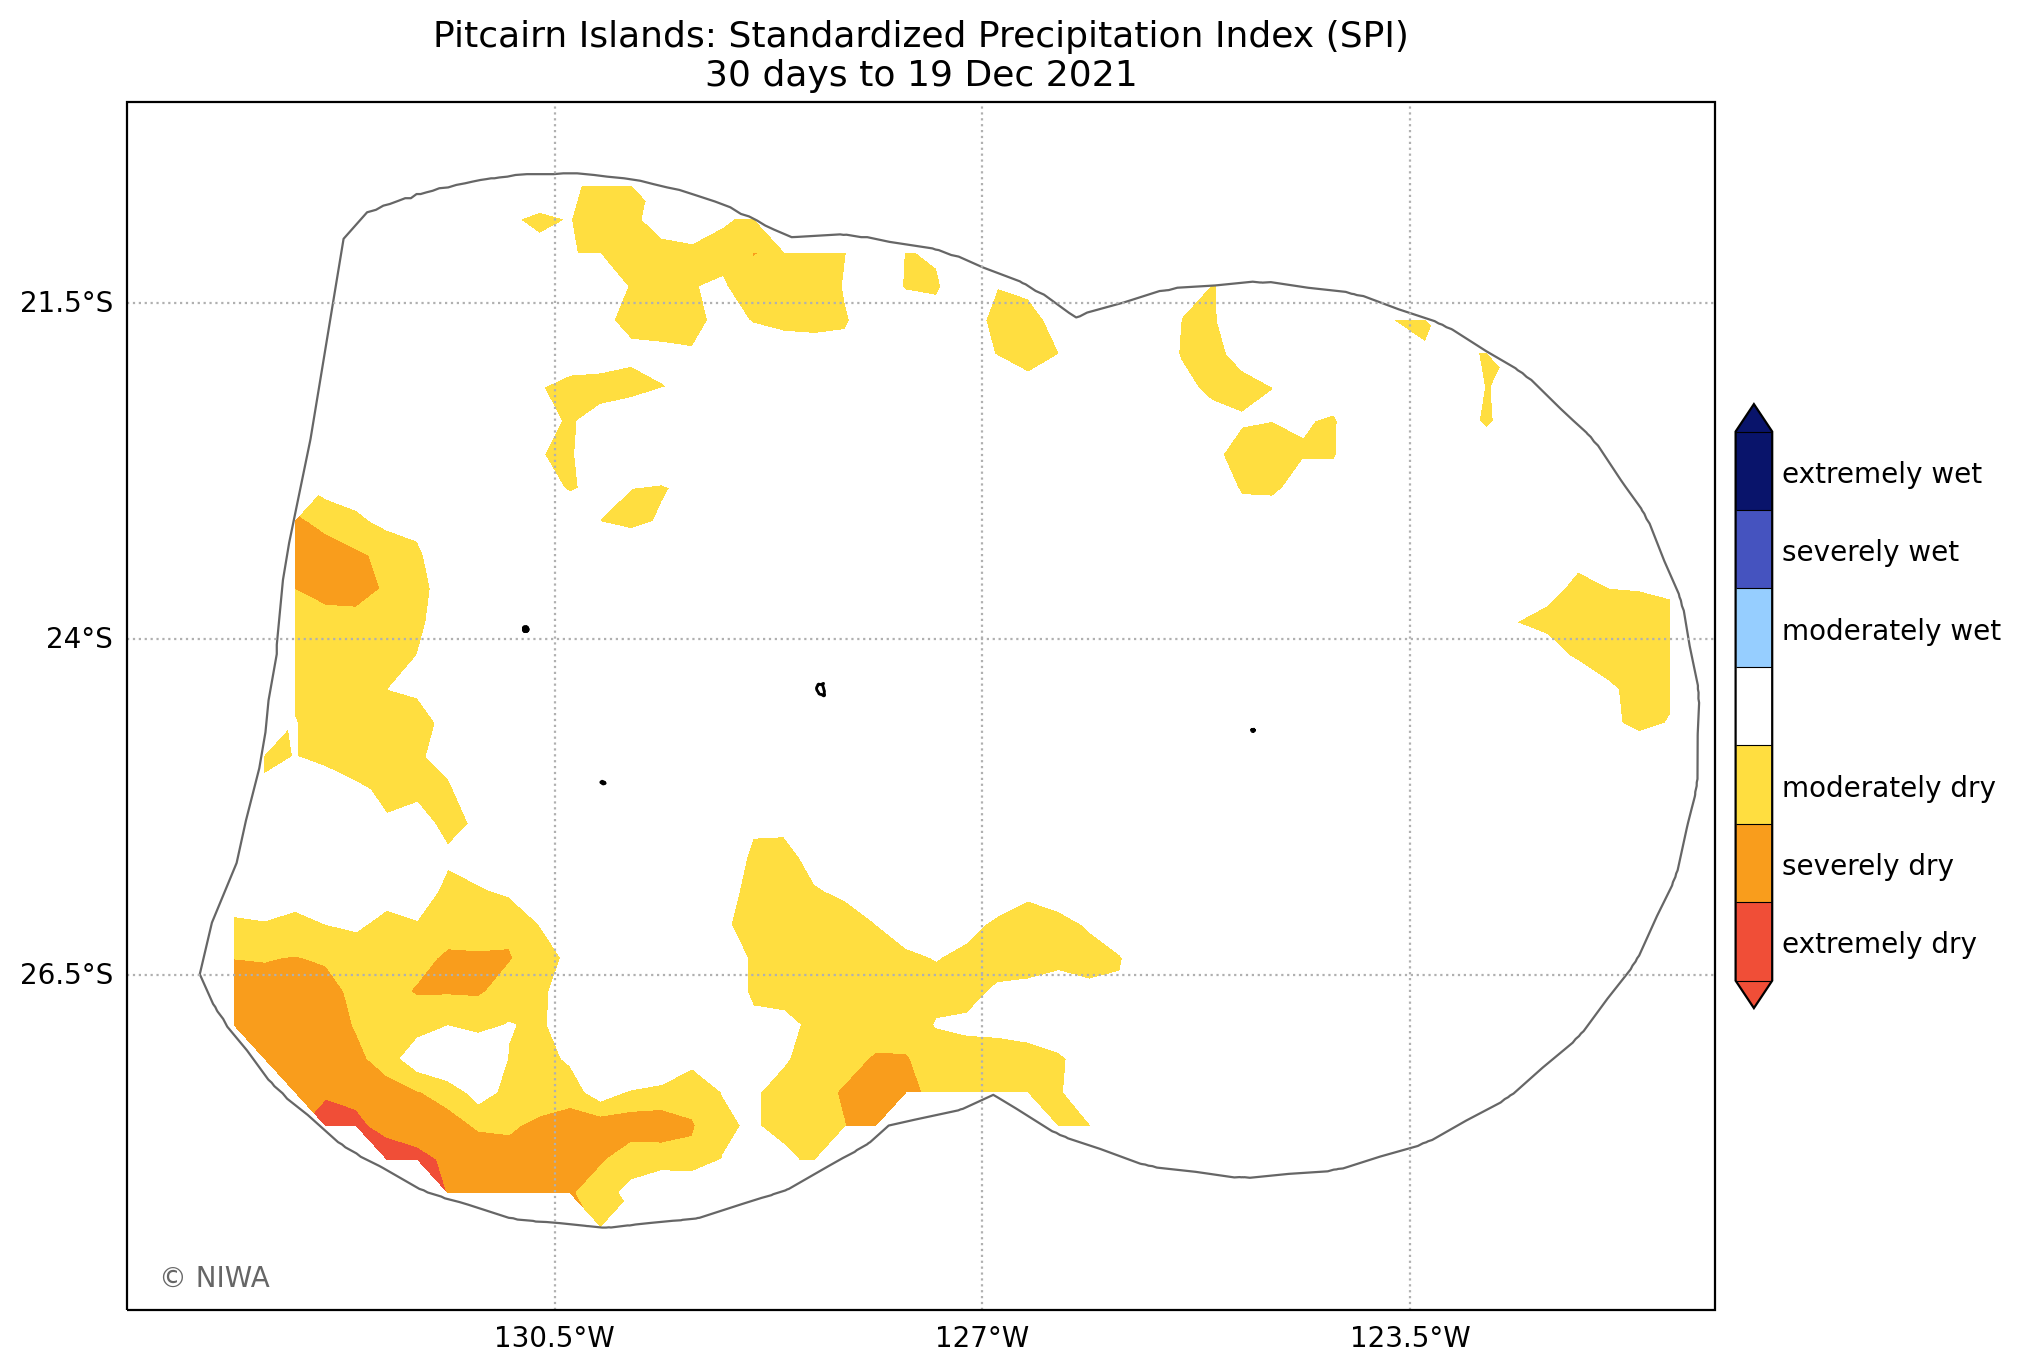 Pitcairn Islands: Standardized Precipitation Index (SPI)
30 days to 19 Dec 2021
21.5°S
24°S
26.5°S
130.5°W
127°W
123.5°W
extremely wet
severely wet
moderately wet
moderately dry
severely dry
extremely dry
© NIWA